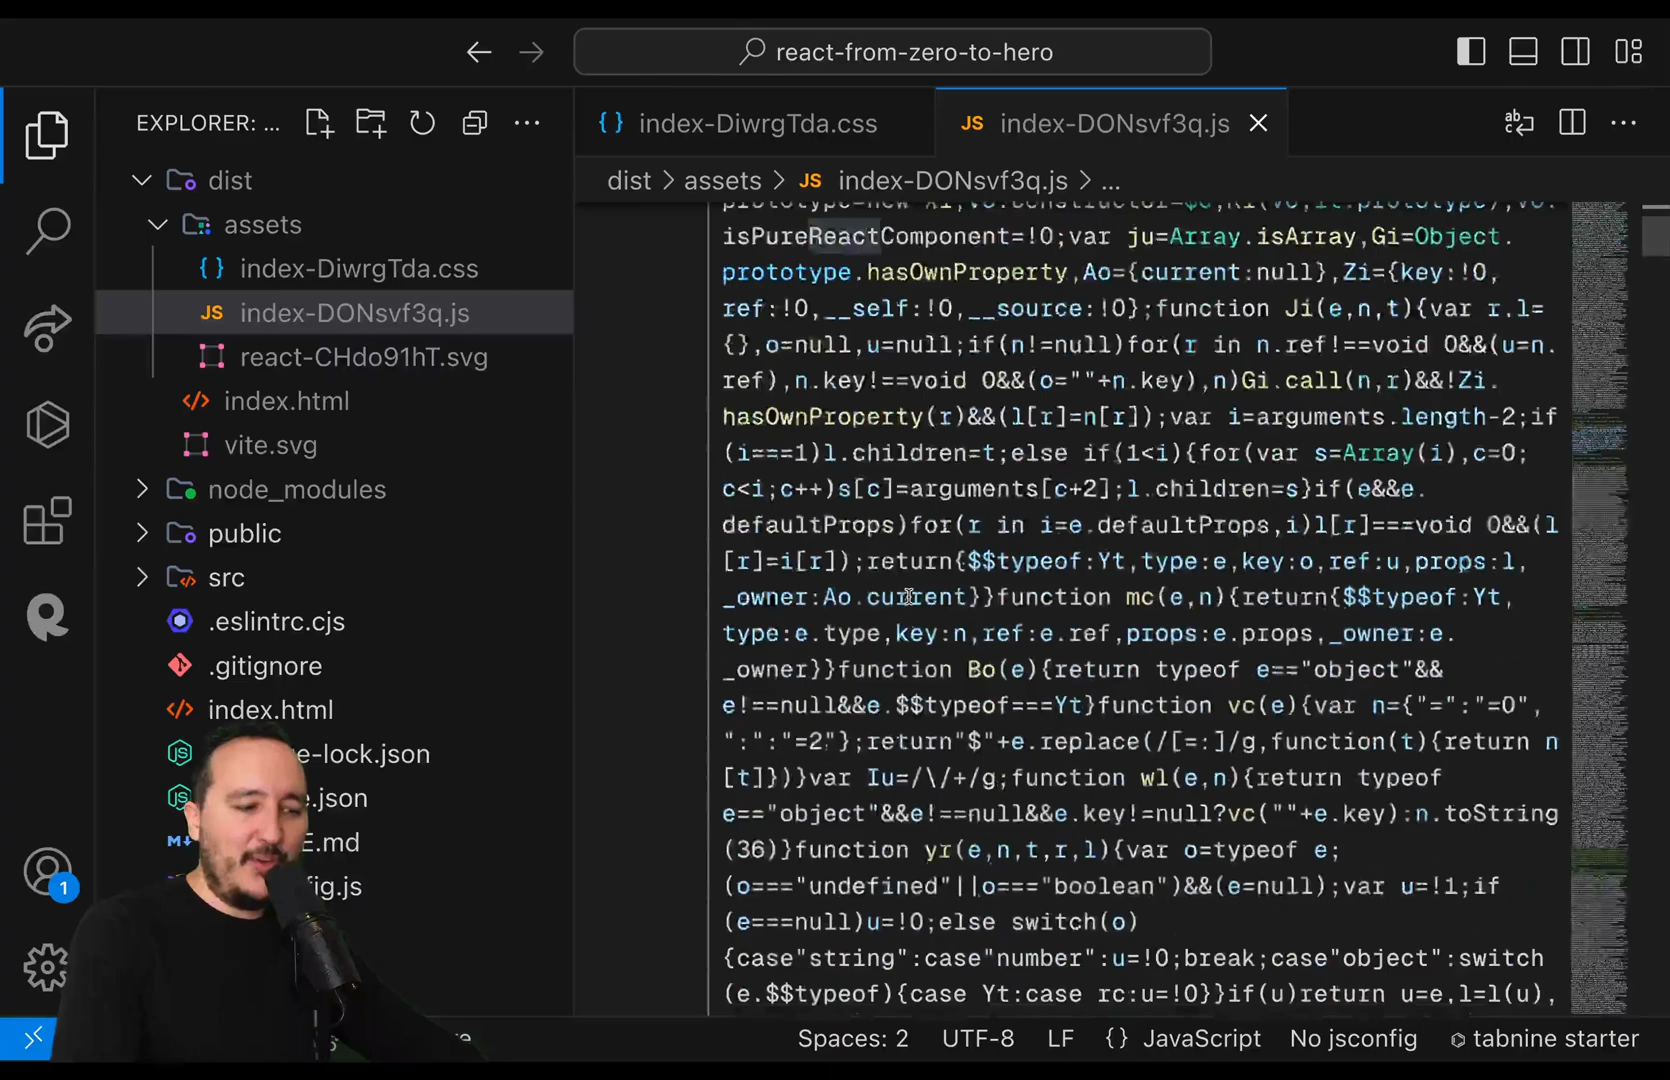 react-from-zero-to-hero
EXPLORER: ...
index-DiwrgTda.css
JS index-DONsvf3q.js
dist > assets > JS index-DONsvf3q.js > ...
dist
assets
{} index-DiwrgTda.css
JS index-DONsvf3q.js
react-CHdo91hT.svg
index.html
vite.svg
node_modules
public
src
.eslintrc.cjs
.gitignore
index.html
e-lock.json
e.json
E.md
fig.js
isPureReactComponent=!0;var ju=Array.isArray,Gi=Object.
prototype.hasOwnProperty,Ao={current:null},Zi={key:!0,
ref:!0,__self:!0,__source:!0};function Ji(e,n,t){var r,l=
{},o=null,u=null;if(n!=null)for(r in n.ref!==void 0&&(u=n.
ref),n.key!==void 0&&(o=""+n.key),n)Gi.call(n,r)&&!Zi.
hasOwnProperty(r)&&(l[r]=n[r]);var i=arguments.length-2;if
(i===1)l.children=t;else if(1<i){for(var s=Array(i),c=0;
c<i;c++)s[c]=arguments[c+2];l.children=s}if(e&&e.
defaultProps)for(r in i=e.defaultProps,i)l[r]===void 0&&(l
[r]=i[r]);return{$$typeof:Yt,type:e,key:o,ref:u,props:l,
_owner:Ao.current}}function mc(e,n){return{$$typeof:Yt,
type:e.type,key:n,ref:e.ref,props:e.props,_owner:e.
_owner}}function Bo(e){return typeof e=="object"&&
e!==null&&e.$$typeof===Yt}function vc(e){var n={"=":"=0",
":":"=2"};return"$"+e.replace(/[=:]/g,function(t){return n
[t]})}var Iu=/\/+/g;function wl(e,n){return typeof
e=="object"&&e!==null&&e.key!=null?vc(""+e.key):n.toString
(36)}function yr(e,n,t,r,l){var o=typeof e;
(o==="undefined"||o==="boolean")&&(e=null);var u=!1;if
(e===null)u=!0;else switch(o)
{case"string":case"number":u=!0;break;case"object":switch
(e.$$typeof){case Yt:case rc:u=!0}}if(u)return u=e,l=l(u),
1
Spaces: 2 UTF-8 LF {} JavaScript No jsconfig tabnine starter